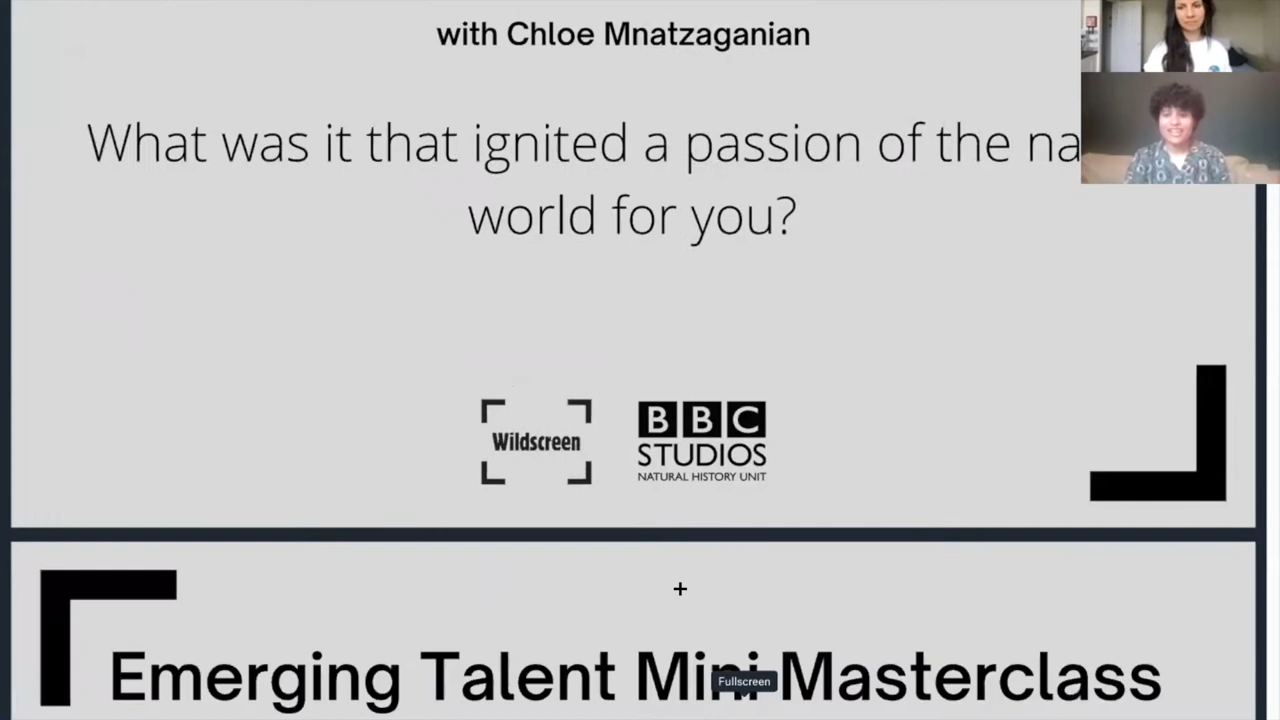 with Chloe Mnatzaganian
What was it that ignited a passion of the
world for you?
Wildscreen
BBC
STUDIOS
NATURAL HISTORY UNIT
Emerging Talent Mini Masterclass
Fullscreen